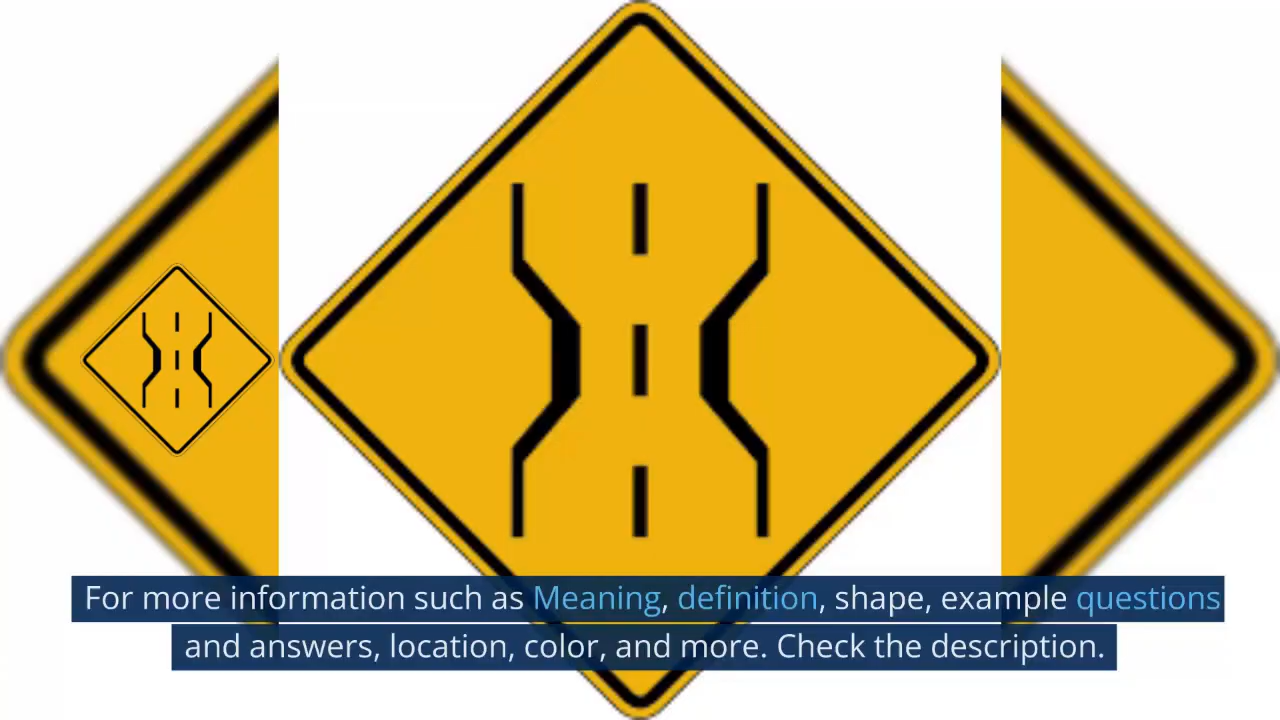 For more information such as Meaning, definition, shape, example questions
and answers, location, color, and more. Check the description.